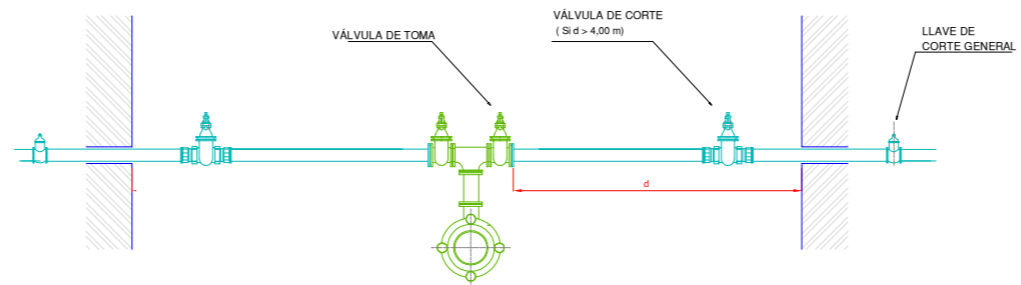 VÁLVULA DE TOMA
VÁLVULA DE CORTE
( Si d > 4,00 m)
LLAVE DE
CORTE GENERAL
d